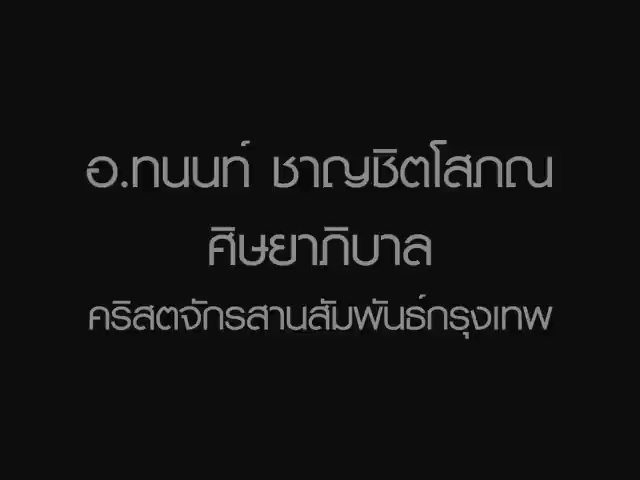 อ.ทนนท์ ชาญชิตโสภณ
ศิษยาภิบาล
คริสตจักรสานสัมพันธ์กรุงเทพ